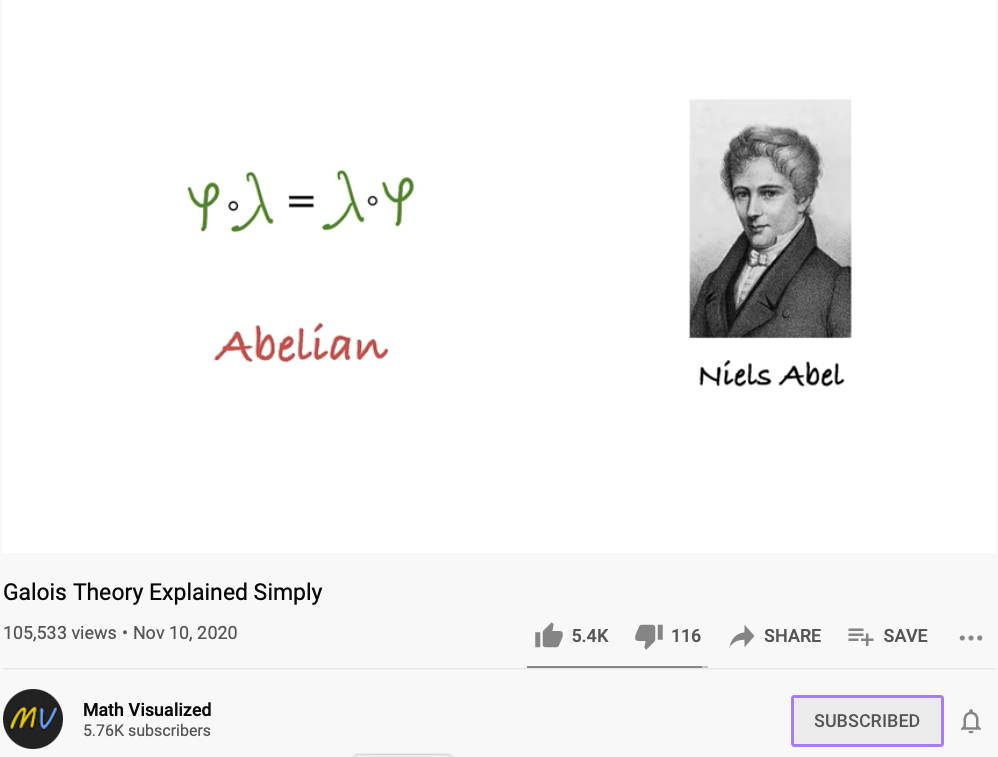 φ∘λ = λ∘φ
Abelian
Niels Abel
Galois Theory Explained Simply
105,533 views • Nov 10, 2020
5.4K 116 SHARE SAVE
MV
Math Visualized
5.76K subscribers
SUBSCRIBED